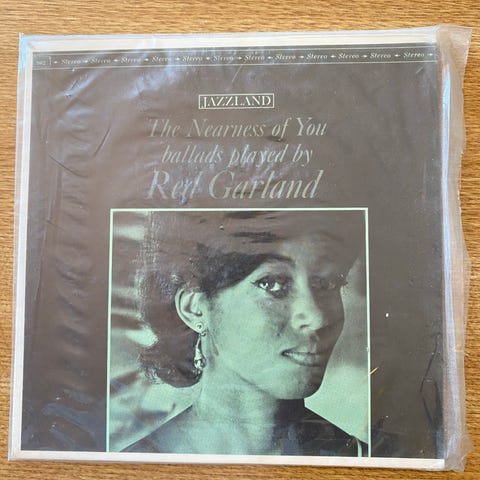 Stereo Stereo Stereo Stereo Stereo Stereo Stereo Stereo Stereo Stereo Stereo Stereo
JAZZLAND
The Nearness of You
ballads played by
Red Garland